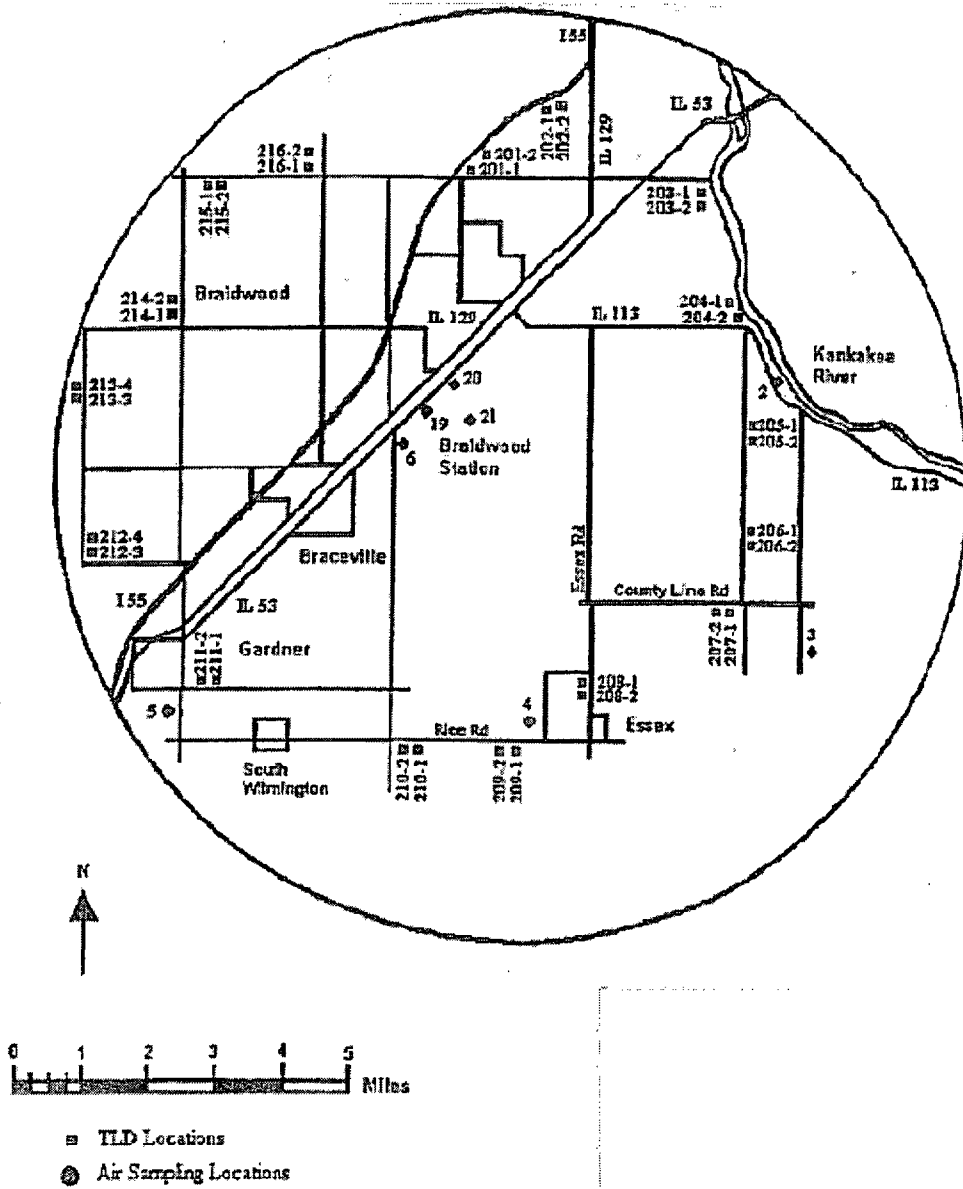 I55
IL 53
IL 129
202-1
202-2
216-2
216-1
201-2
201-1
203-1
203-2
215-1
215-2
214-2
214-1
Braidwood
IL 129
IL 113
204-1
204-2
Kankakee
River
213-4
213-3
20
2
19
21
6
Braidwood
Station
205-1
205-2
IL 113
212-4
212-3
Braceville
206-1
206-2
Essex Rd
County Line Rd
I55
IL 53
211-2
211-1
Gardner
207-2
207-1
3
208-1
208-2
5
4
Essex
Rice Rd
South
Wilmington
210-2
210-1
209-2
209-1
N
0 1 2 3 4 5
Miles
TLD Locations
Air Sampling Locations